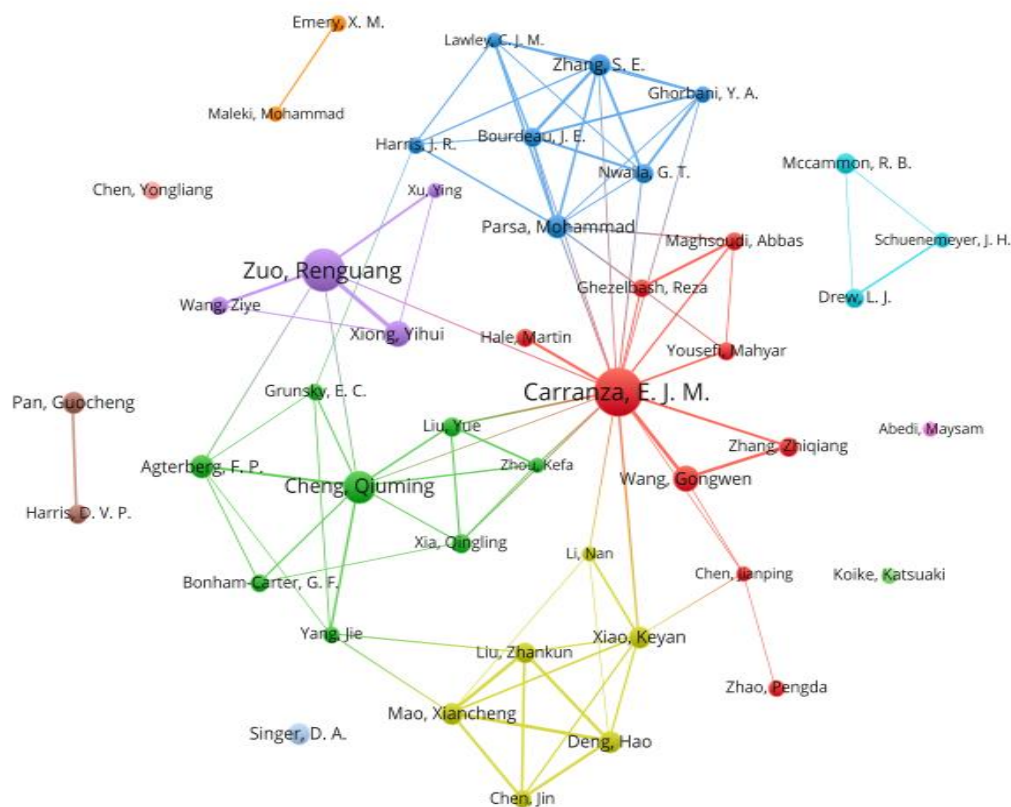 Emery, X. M.
Lawley, C. J. M.
Zhang, S. E.
Ghorbani, Y. A.
Maleki, Mohammad
Bourdeau, J. E.
Harris, J. R.
Nwaila, G. T.
Mccammon, R. B.
Chen, Yongliang
Xu, Ying
Parsa, Mohammad
Maghsoudi, Abbas
Schuenemeyer, J. H.
Zuo, Renguang
Ghezelbash, Reza
Drew, L. J.
Wang, Ziye
Xiong, Yihui
Hale, Martin
Yousefi, Mahyar
Grunsky, E. C.
Carranza, E. J. M.
Pan, Guocheng
Liu, Yue
Abedi, Maysam
Zhang, Zhiqiang
Agterberg, F. P.
Zhou, Kefa
Cheng, Qiuming
Wang, Gongwen
Harris, D. V. P.
Xia, Qingling
Li, Nan
Chen, Jianping
Koike, Katsuaki
Bonham-Carter, G. F.
Yang, Jie
Xiao, Keyan
Liu, Zhankun
Zhao, Pengda
Mao, Xiancheng
Singer, D. A.
Deng, Hao
Chen, Jin